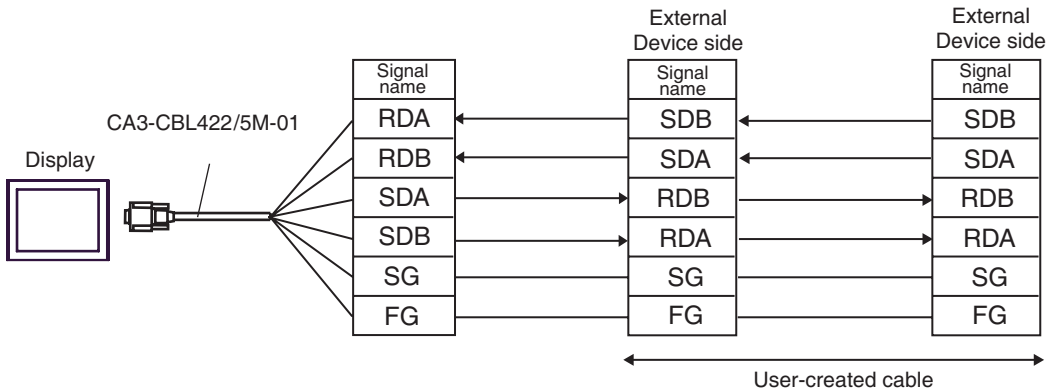 External
Device side
External
Device side
CA3-CBL422/5M-01
Display
Signal
name
RDA
RDB
SDA
SDB
SG
FG
Signal
name
SDB
SDA
RDB
RDA
SG
FG
Signal
name
SDB
SDA
RDB
RDA
SG
FG
User-created cable